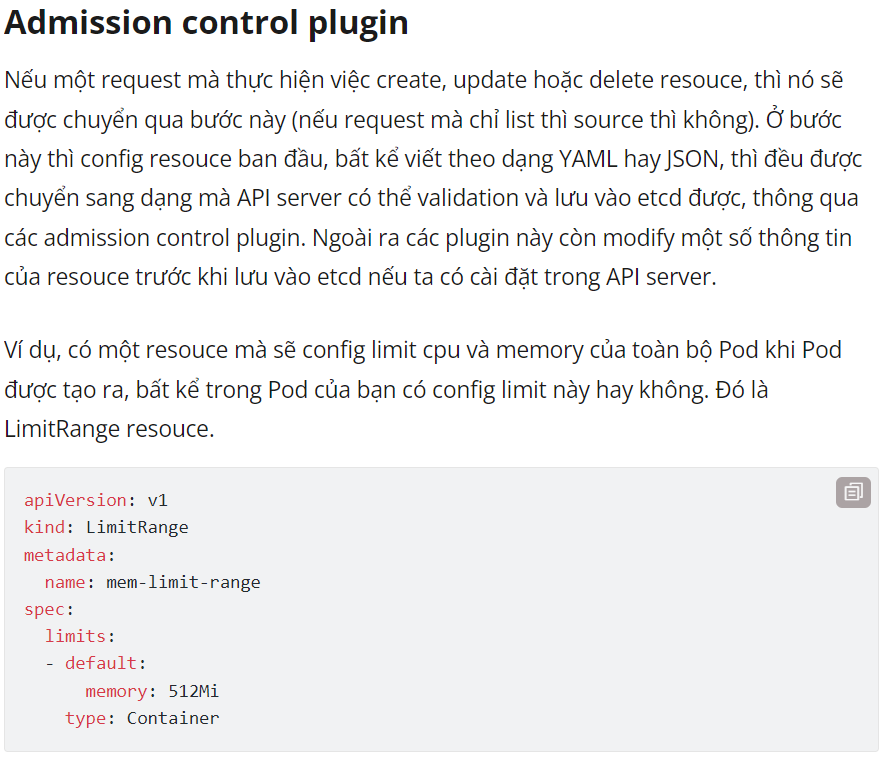 Admission control plugin
Nếu một request mà thực hiện việc create, update hoặc delete resouce, thì nó sẽ
được chuyển qua bước này (nếu request mà chỉ list thì source thì không). Ở bước
này thì config resouce ban đầu, bất kể viết theo dạng YAML hay JSON, thì đều được
chuyển sang dạng mà API server có thể validation và lưu vào etcd được, thông qua
các admission control plugin. Ngoài ra các plugin này còn modify một số thông tin
của resouce trước khi lưu vào etcd nếu ta có cài đặt trong API server.
Ví dụ, có một resouce mà sẽ config limit cpu và memory của toàn bộ Pod khi Pod
được tạo ra, bất kể trong Pod của bạn có config limit này hay không. Đó là
LimitRange resouce.
apiVersion: v1
kind: LimitRange
metadata:
  name: mem-limit-range
spec:
  limits:
  - default:
      memory: 512Mi
    type: Container